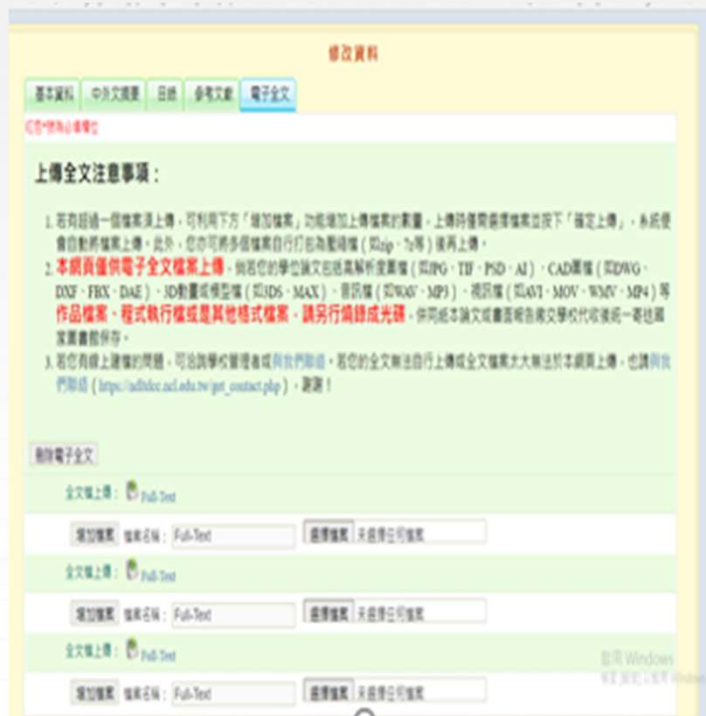 修改資料
基本資料 中外文摘要 目錄 參考文獻 電子全文
紅色*號為必填欄位
上傳全文注意事項：
1. 若有超過一個檔案須上傳，可利用下方「增加檔案」功能增加上傳檔案的數量，上傳時僅需選擇檔案並按下「確定上傳」，系統便
會自動將檔案上傳。此外，您亦可將多個檔案自行打包為壓縮檔（如zip、7z等）後再上傳。
2. 本網頁僅供電子全文檔案上傳，倘若您的學位論文包括高解析度圖檔（如JPG、TIF、PSD、AI）、CAD圖檔（如DWG、
DXF、FBX、DAE）、3D動畫或模型檔（如3DS、MAX）、音訊檔（如WAV、MP3）、視訊檔（如AVI、MOV、WMV、MP4）等
作品檔案、程式執行檔或是其他格式檔案，請另行燒錄成光碟，併同紙本論文或書面報告繳交學校代收後統一寄送國
家圖書館保存。
3. 若您有線上建檔的問題，可洽詢學校管理者或與我們聯絡。若您的全文無法自行上傳或全文檔案太大無法於本網頁上傳，也請與我
們聯絡（https://adltdcc.ncl.edu.tw/get_contact.php），謝謝！
刪除電子全文
全文檔上傳： Full-Text
增加檔案 檔案名稱： Full-Text 選擇檔案 未選擇任何檔案
全文檔上傳： Full-Text
增加檔案 檔案名稱： Full-Text 選擇檔案 未選擇任何檔案
全文檔上傳： Full-Text
增加檔案 檔案名稱： Full-Text 選擇檔案 未選擇任何檔案
啟用 Windows